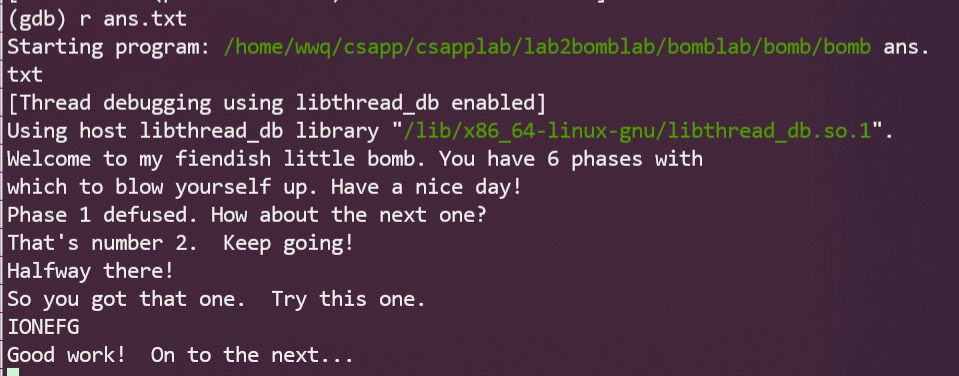 (gdb) r ans.txt
Starting program: /home/wwq/csapp/csapplab/lab2bomblab/bomblab/bomb/bomb ans.
txt
[Thread debugging using libthread_db enabled]
Using host libthread_db library "/lib/x86_64-linux-gnu/libthread_db.so.1".
Welcome to my fiendish little bomb. You have 6 phases with
which to blow yourself up. Have a nice day!
Phase 1 defused. How about the next one?
That's number 2.  Keep going!
Halfway there!
So you got that one.  Try this one.
IONEFG
Good work!  On to the next...